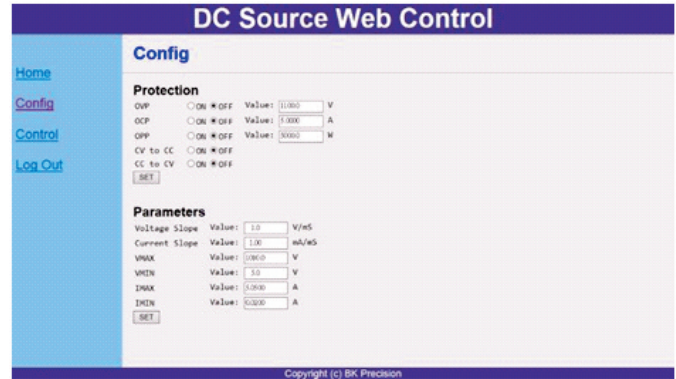 DC Source Web Control
Home
Config
Control
Log Out
Config
Protection
OVP ON OFF Value: V
OCP ON OFF Value: 5.0000 A
OPP ON OFF Value: W
CV to CC ON OFF
CC to CV ON OFF
SET
Parameters
Voltage Slope Value: 1.0 V/mS
Current Slope Value: 1.00 mA/mS
VMAX Value: V
VMIN Value: 5.0 V
IMAX Value: A
IMIN Value: A
SET
Copyright (c) BK Precision